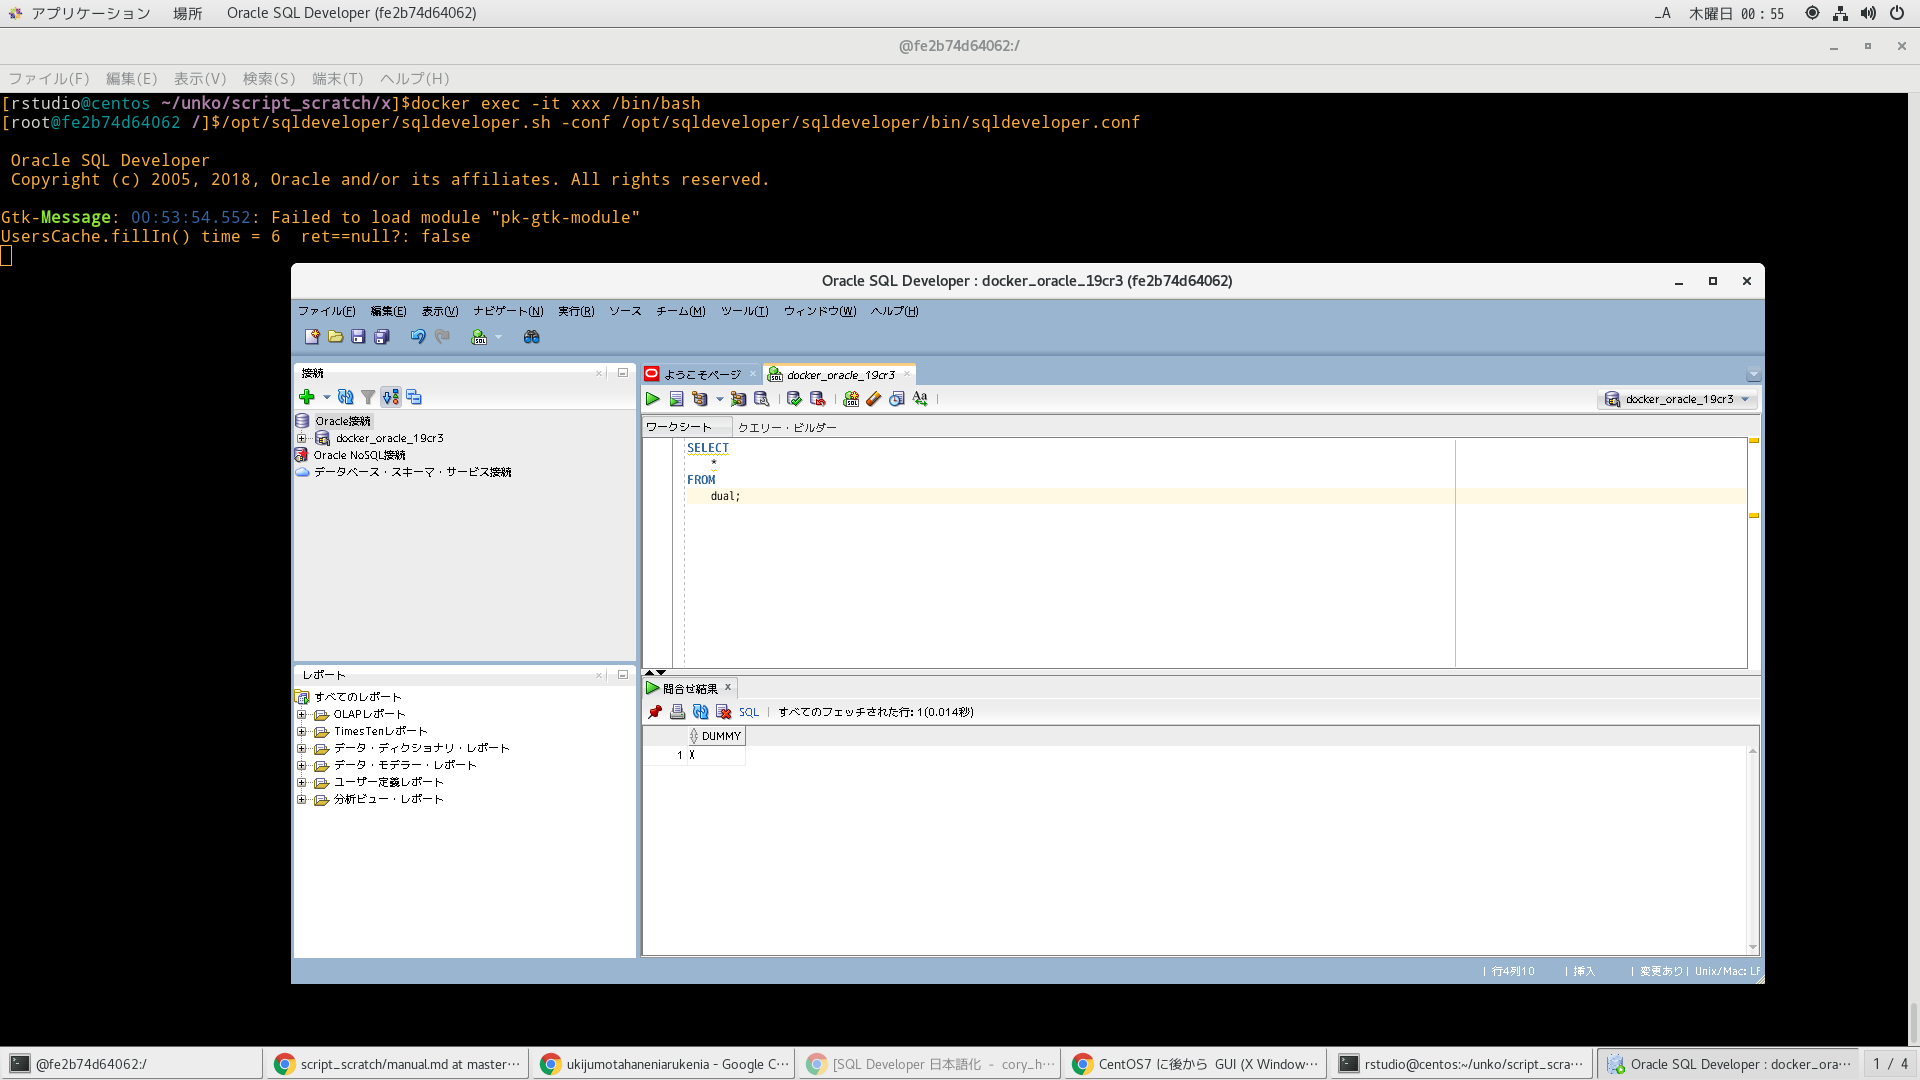 アプリケーション 場所 Oracle SQL Developer (fe2b74d64062) _A 木曜日 00：55
@fe2b74d64062:/
ファイル(F) 編集(E) 表示(V) 検索(S) 端末(T) ヘルプ(H)
[rstudio@centos ~/unko/script_scratch/x]$docker exec -it xxx /bin/bash
[root@fe2b74d64062 /]$/opt/sqldeveloper/sqldeveloper.sh -conf /opt/sqldeveloper/sqldeveloper/bin/sqldeveloper.conf
Oracle SQL Developer
Copyright (c) 2005, 2018, Oracle and/or its affiliates. All rights reserved.
Gtk-Message: 00:53:54.552: Failed to load module "pk-gtk-module"
UsersCache.fillIn() time = 6 ret==null?: false
Oracle SQL Developer : docker_oracle_19cr3 (fe2b74d64062)
ファイル(F) 編集(E) 表示(V) ナビゲート(N) 実行(R) ソース チーム(M) ツール(T) ウィンドウ(W) ヘルプ(H)
接続
Oracle接続
docker_oracle_19cr3
Oracle NoSQL接続
データベース・スキーマ・サービス接続
レポート
すべてのレポート
OLAPレポート
TimesTenレポート
データ・ディクショナリ・レポート
データ・モデラー・レポート
ユーザー定義レポート
分析ビュー・レポート
ようこそページ docker_oracle_19cr3
docker_oracle_19cr3
ワークシート クエリー・ビルダー
SELECT
*
FROM
dual;
問合せ結果
SQL | すべてのフェッチされた行: 1(0.014秒)
DUMMY
1 X
| 行4列10 | 挿入 | 変更あり | Unix/Mac: LF
@fe2b74d64062:/ script_scratch/manual.md at master··· ukijumotahaneniarukenia - Google C··· [SQL Developer 日本語化 - cory_h··· CentOS7 に後から GUI (X Window··· rstudio@centos:~/unko/script_scra··· Oracle SQL Developer : docker_ora··· 1 / 4